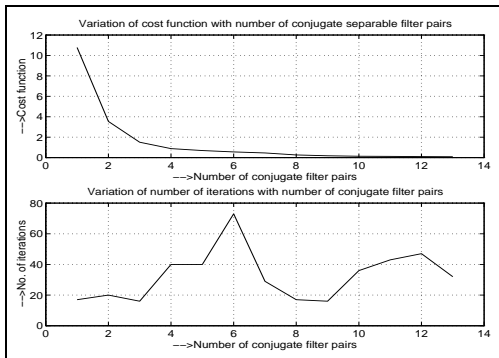 Variation of cost function with number of conjugate separable filter pairs
12
10
8
6
4
2
0
-->Cost function
0 2 4 6 8 10 12 14
-->Number of conjugate filter pairs
Variation of number of iterations with number of conjugate filter pairs
80
60
40
20
0
-->No. of iterations
0 2 4 6 8 10 12 14
-->Number of conjugate filter pairs